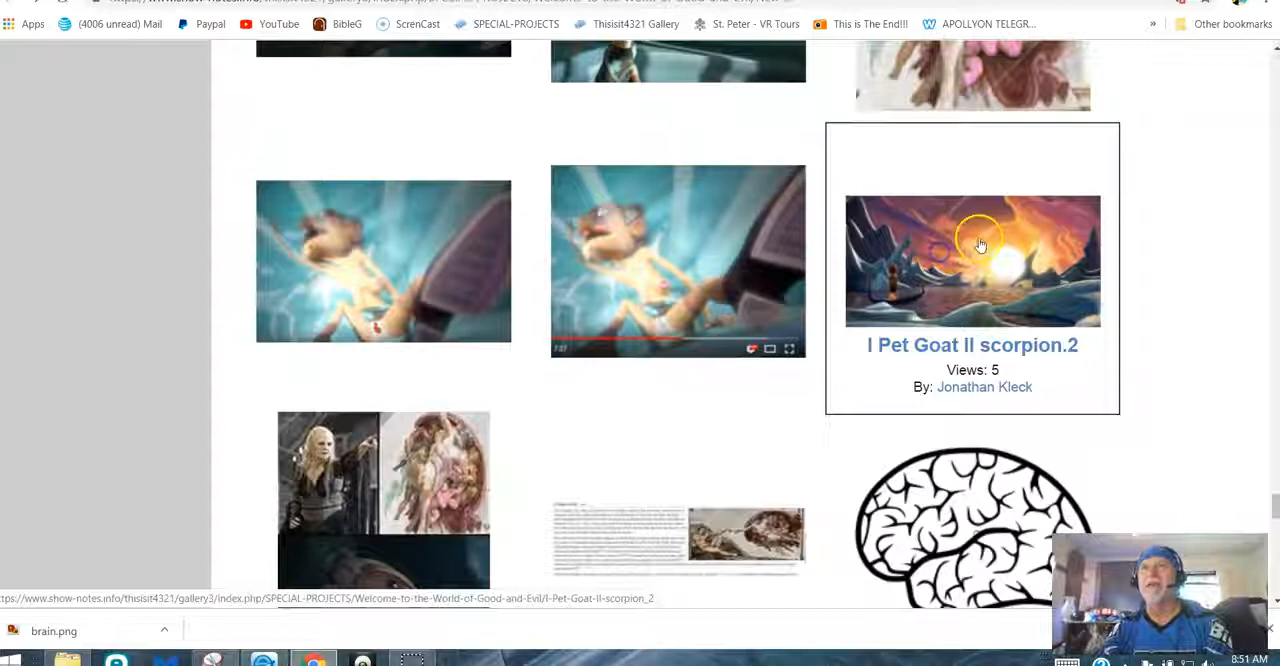 Apps
(4006 unread) Mail
Paypal
YouTube
BibleG
ScrenCast
SPECIAL-PROJECTS
Thisisit4321 Gallery
St. Peter - VR Tours
This is The End!!!
APOLLYON TELEGR...
»
Other bookmarks
7:27
I Pet Goat II scorpion.2
Views: 5
By: Jonathan Kleck
ttps://www.show-notes.info/thisisit4321/gallery3/index.php/SPECIAL-PROJECTS/Welcome-to-the-World-of-Good-and-Evil/I-Pet-Goat-II-scorpion_2
brain.png
8:51 AM